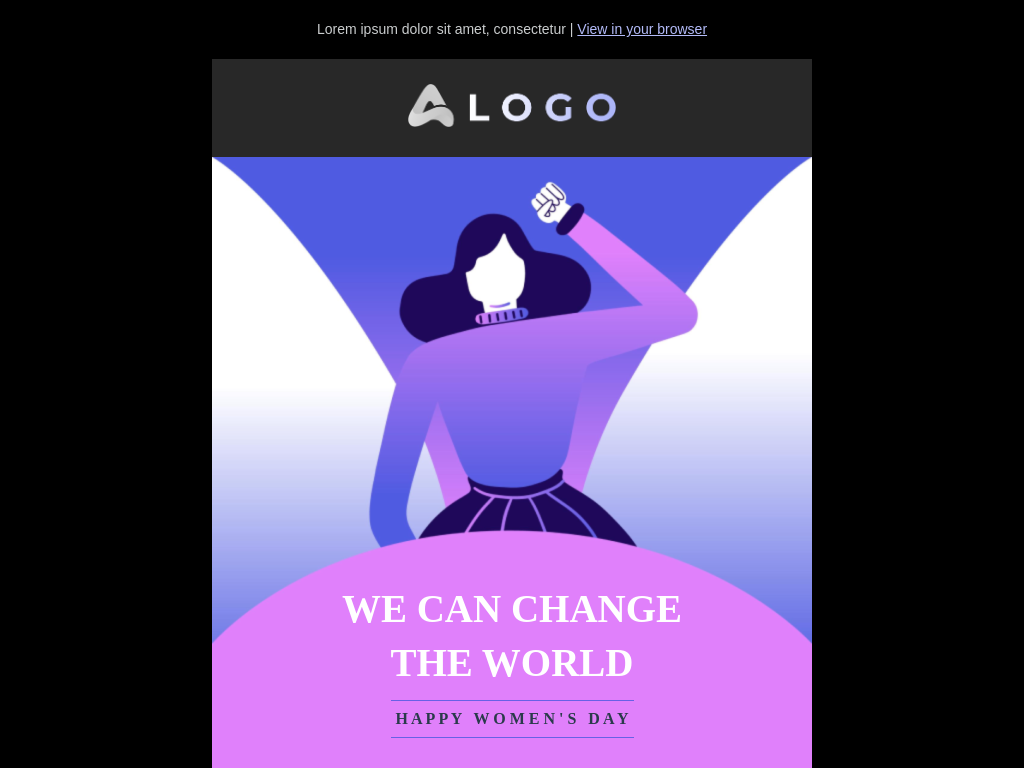 Lorem ipsum dolor sit amet, consectetur | View in your browser
LOGO
WE CAN CHANGE
THE WORLD
HAPPY WOMEN'S DAY